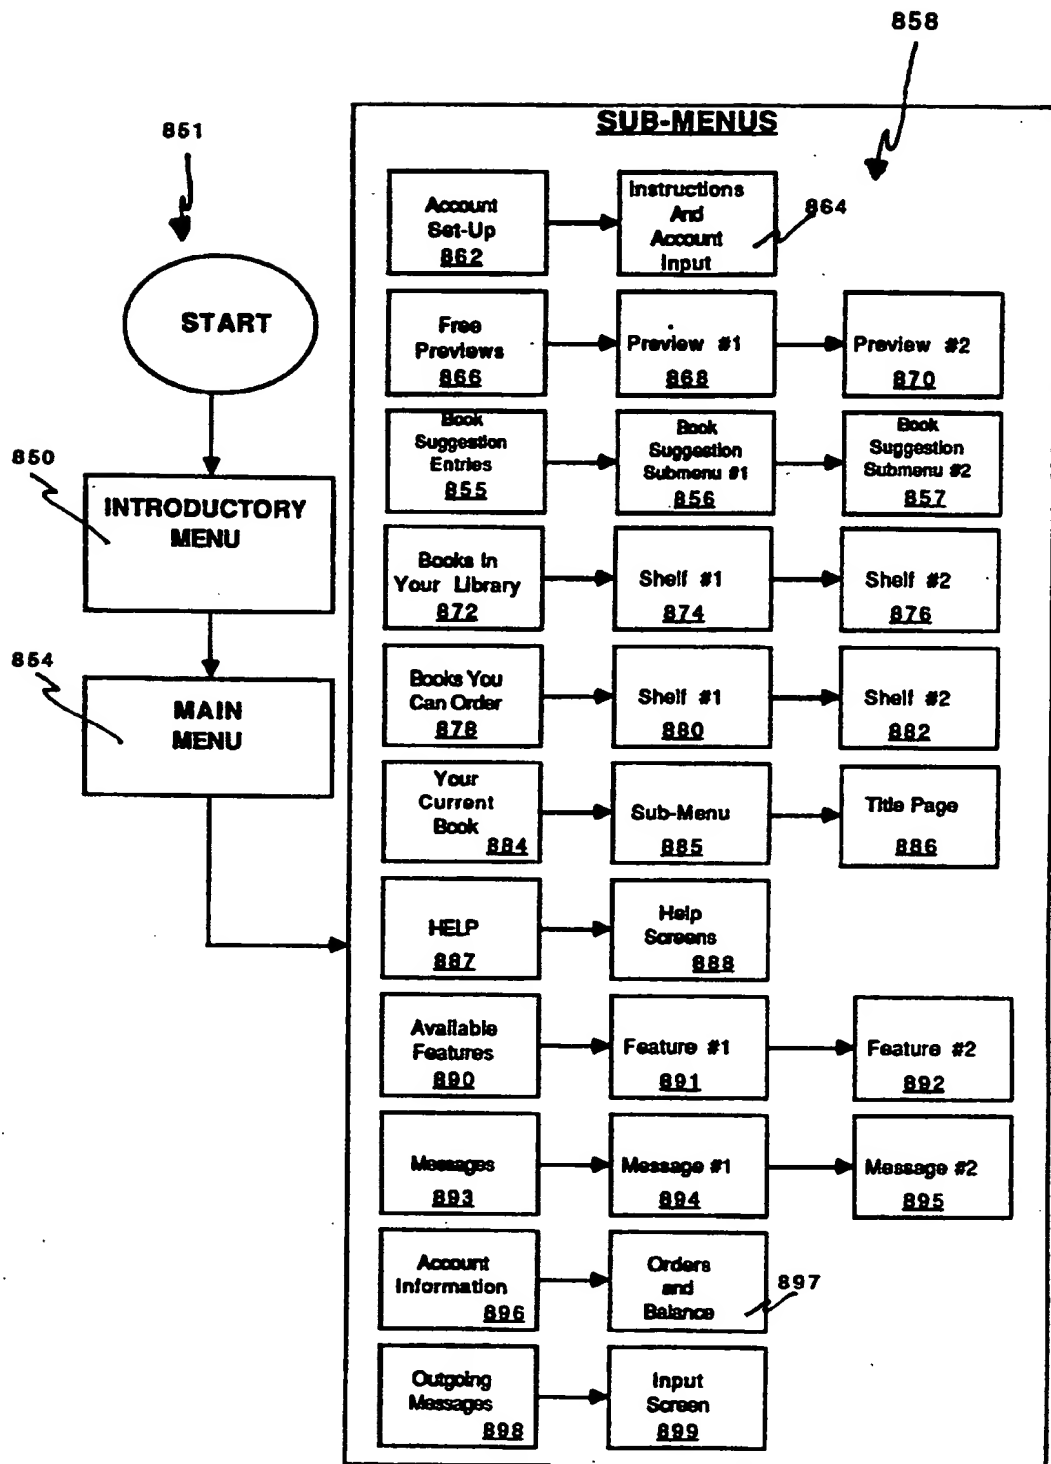 858
851
SUB-MENUS
START
850
INTRODUCTORY
MENU
854
MAIN
MENU
Account
Set-Up
862
Instructions
And
Account
Input
864
Free
Previews
866
Preview #1
868
Preview #2
870
Book
Suggestion
Entries
855
Book
Suggestion
Submenu #1
856
Book
Suggestion
Submenu #2
857
Books In
Your Library
872
Shelf #1
874
Shelf #2
876
Books You
Can Order
878
Shelf #1
880
Shelf #2
882
Your
Current
Book
884
Sub-Menu
885
Title Page
886
HELP
887
Help
Screens
888
Available
Features
890
Feature #1
891
Feature #2
892
Messages
893
Message #1
894
Message #2
895
Account
Information
896
Orders
and
Balance
897
Outgoing
Messages
898
Input
Screen
899